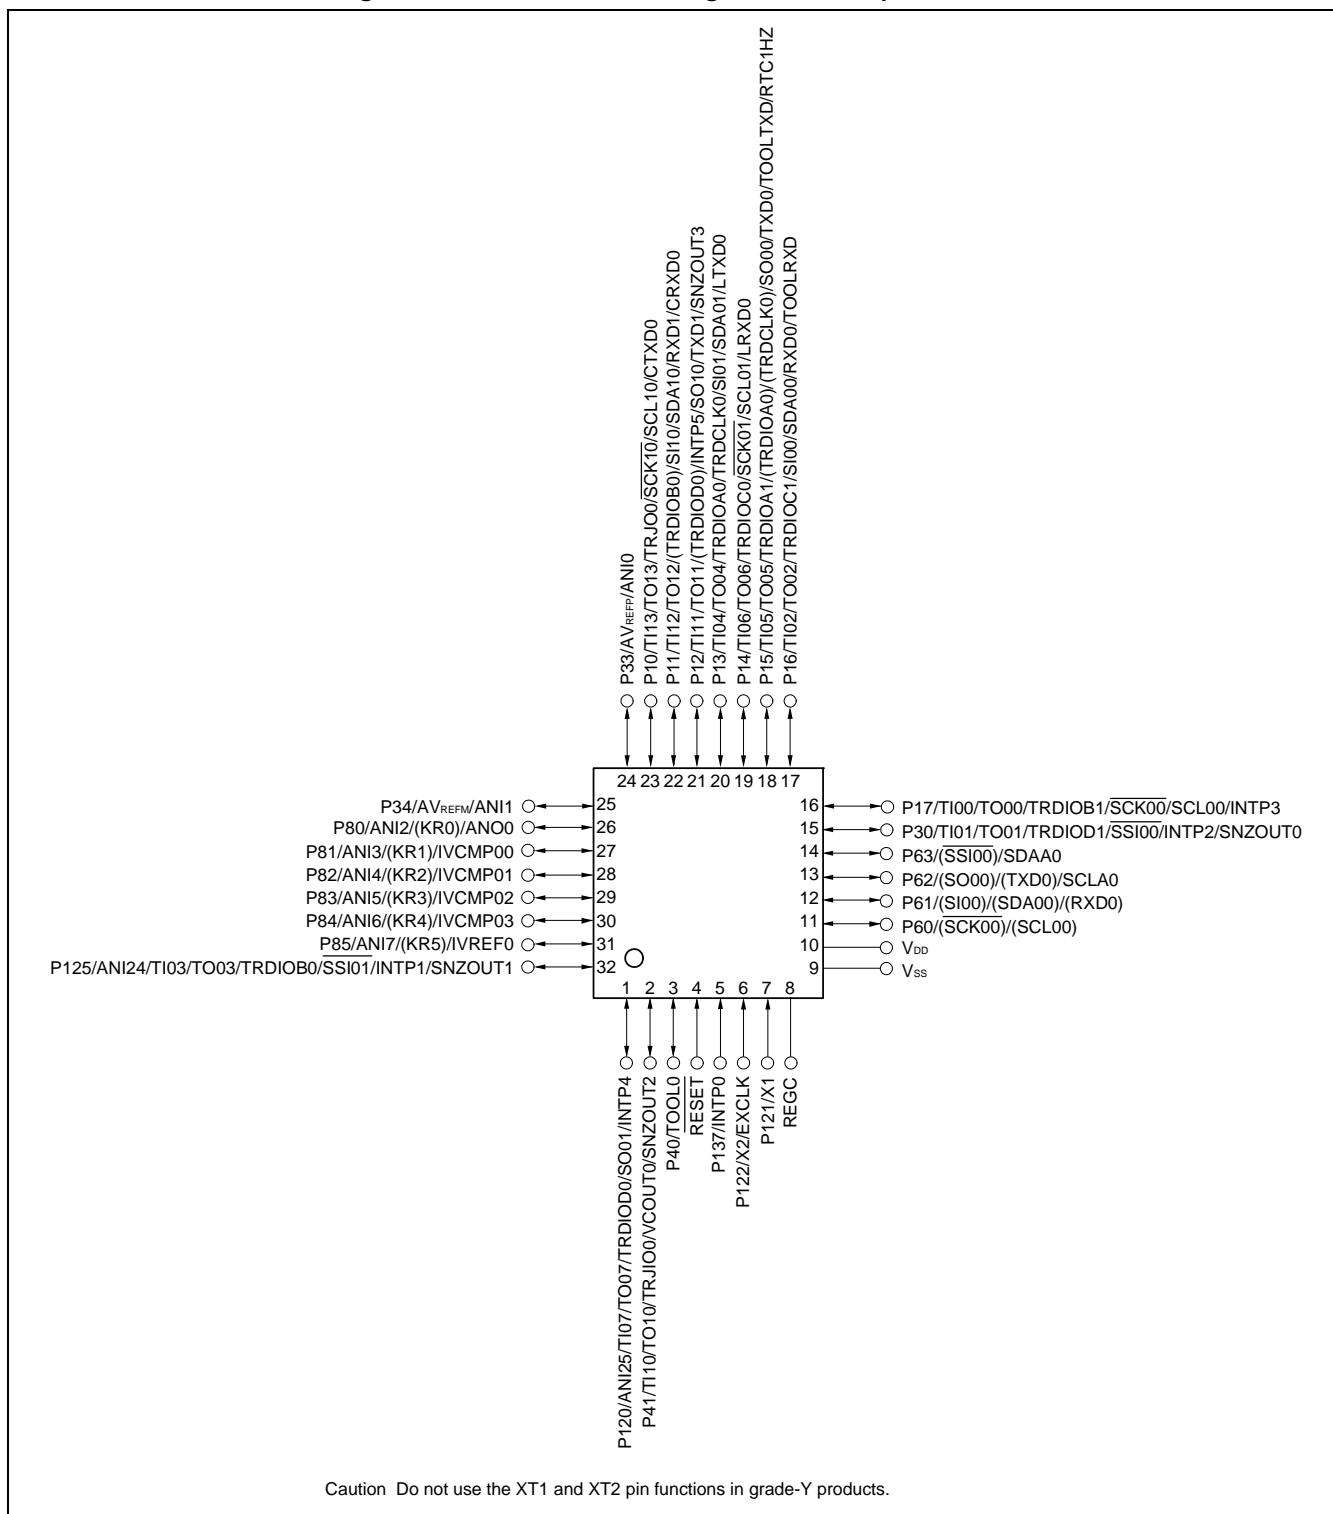 P33/AVREFP/ANI0
P10/TI13/TO13/TRJO0/SCK10/SCL10/CTXD0
P11/TI12/TO12/(TRDIOB0)/SI10/SDA10/RXD1/CRXD0
P12/TI11/TO11/(TRDIOD0)/INTP5/SO10/TXD1/SNZOUT3
P13/TI04/TO04/TRDIOA0/TRDCLK0/SI01/SDA01/LTXD0
P14/TI06/TO06/TRDIOC0/SCK01/SCL01/LRXD0
P15/TI05/TO05/TRDIOA1/(TRDIOA0)/(TRDCLK0)/SO00/TXD0/TOOLTXD/RTC1HZ
P16/TI02/TO02/TRDIOC1/SI00/SDA00/RXD0/TOOLRXD
24 23 22 21 20 19 18 17
P34/AVREFM/ANI1 25
P80/ANI2/(KR0)/ANO0 26
P81/ANI3/(KR1)/IVCMP00 27
P82/ANI4/(KR2)/IVCMP01 28
P83/ANI5/(KR3)/IVCMP02 29
P84/ANI6/(KR4)/IVCMP03 30
P85/ANI7/(KR5)/IVREF0 31
P125/ANI24/TI03/TO03/TRDIOB0/SSI01/INTP1/SNZOUT1 32
16 P17/TI00/TO00/TRDIOB1/SCK00/SCL00/INTP3
15 P30/TI01/TO01/TRDIOD1/SSI00/INTP2/SNZOUT0
14 P63/(SSI00)/SDAA0
13 P62/(SO00)/(TXD0)/SCLA0
12 P61/(SI00)/(SDA00)/(RXD0)
11 P60/(SCK00)/(SCL00)
10 VDD
9 VSS
1 2 3 4 5 6 7 8
P120/ANI25/TI07/TO07/TRDIOD0/SO01/INTP4
P41/TI10/TO10/TRJIO0/VCOUT0/SNZOUT2
P40/TOOL0
RESET
P137/INTP0
P122/X2/EXCLK
P121/X1
REGC
Caution Do not use the XT1 and XT2 pin functions in grade-Y products.